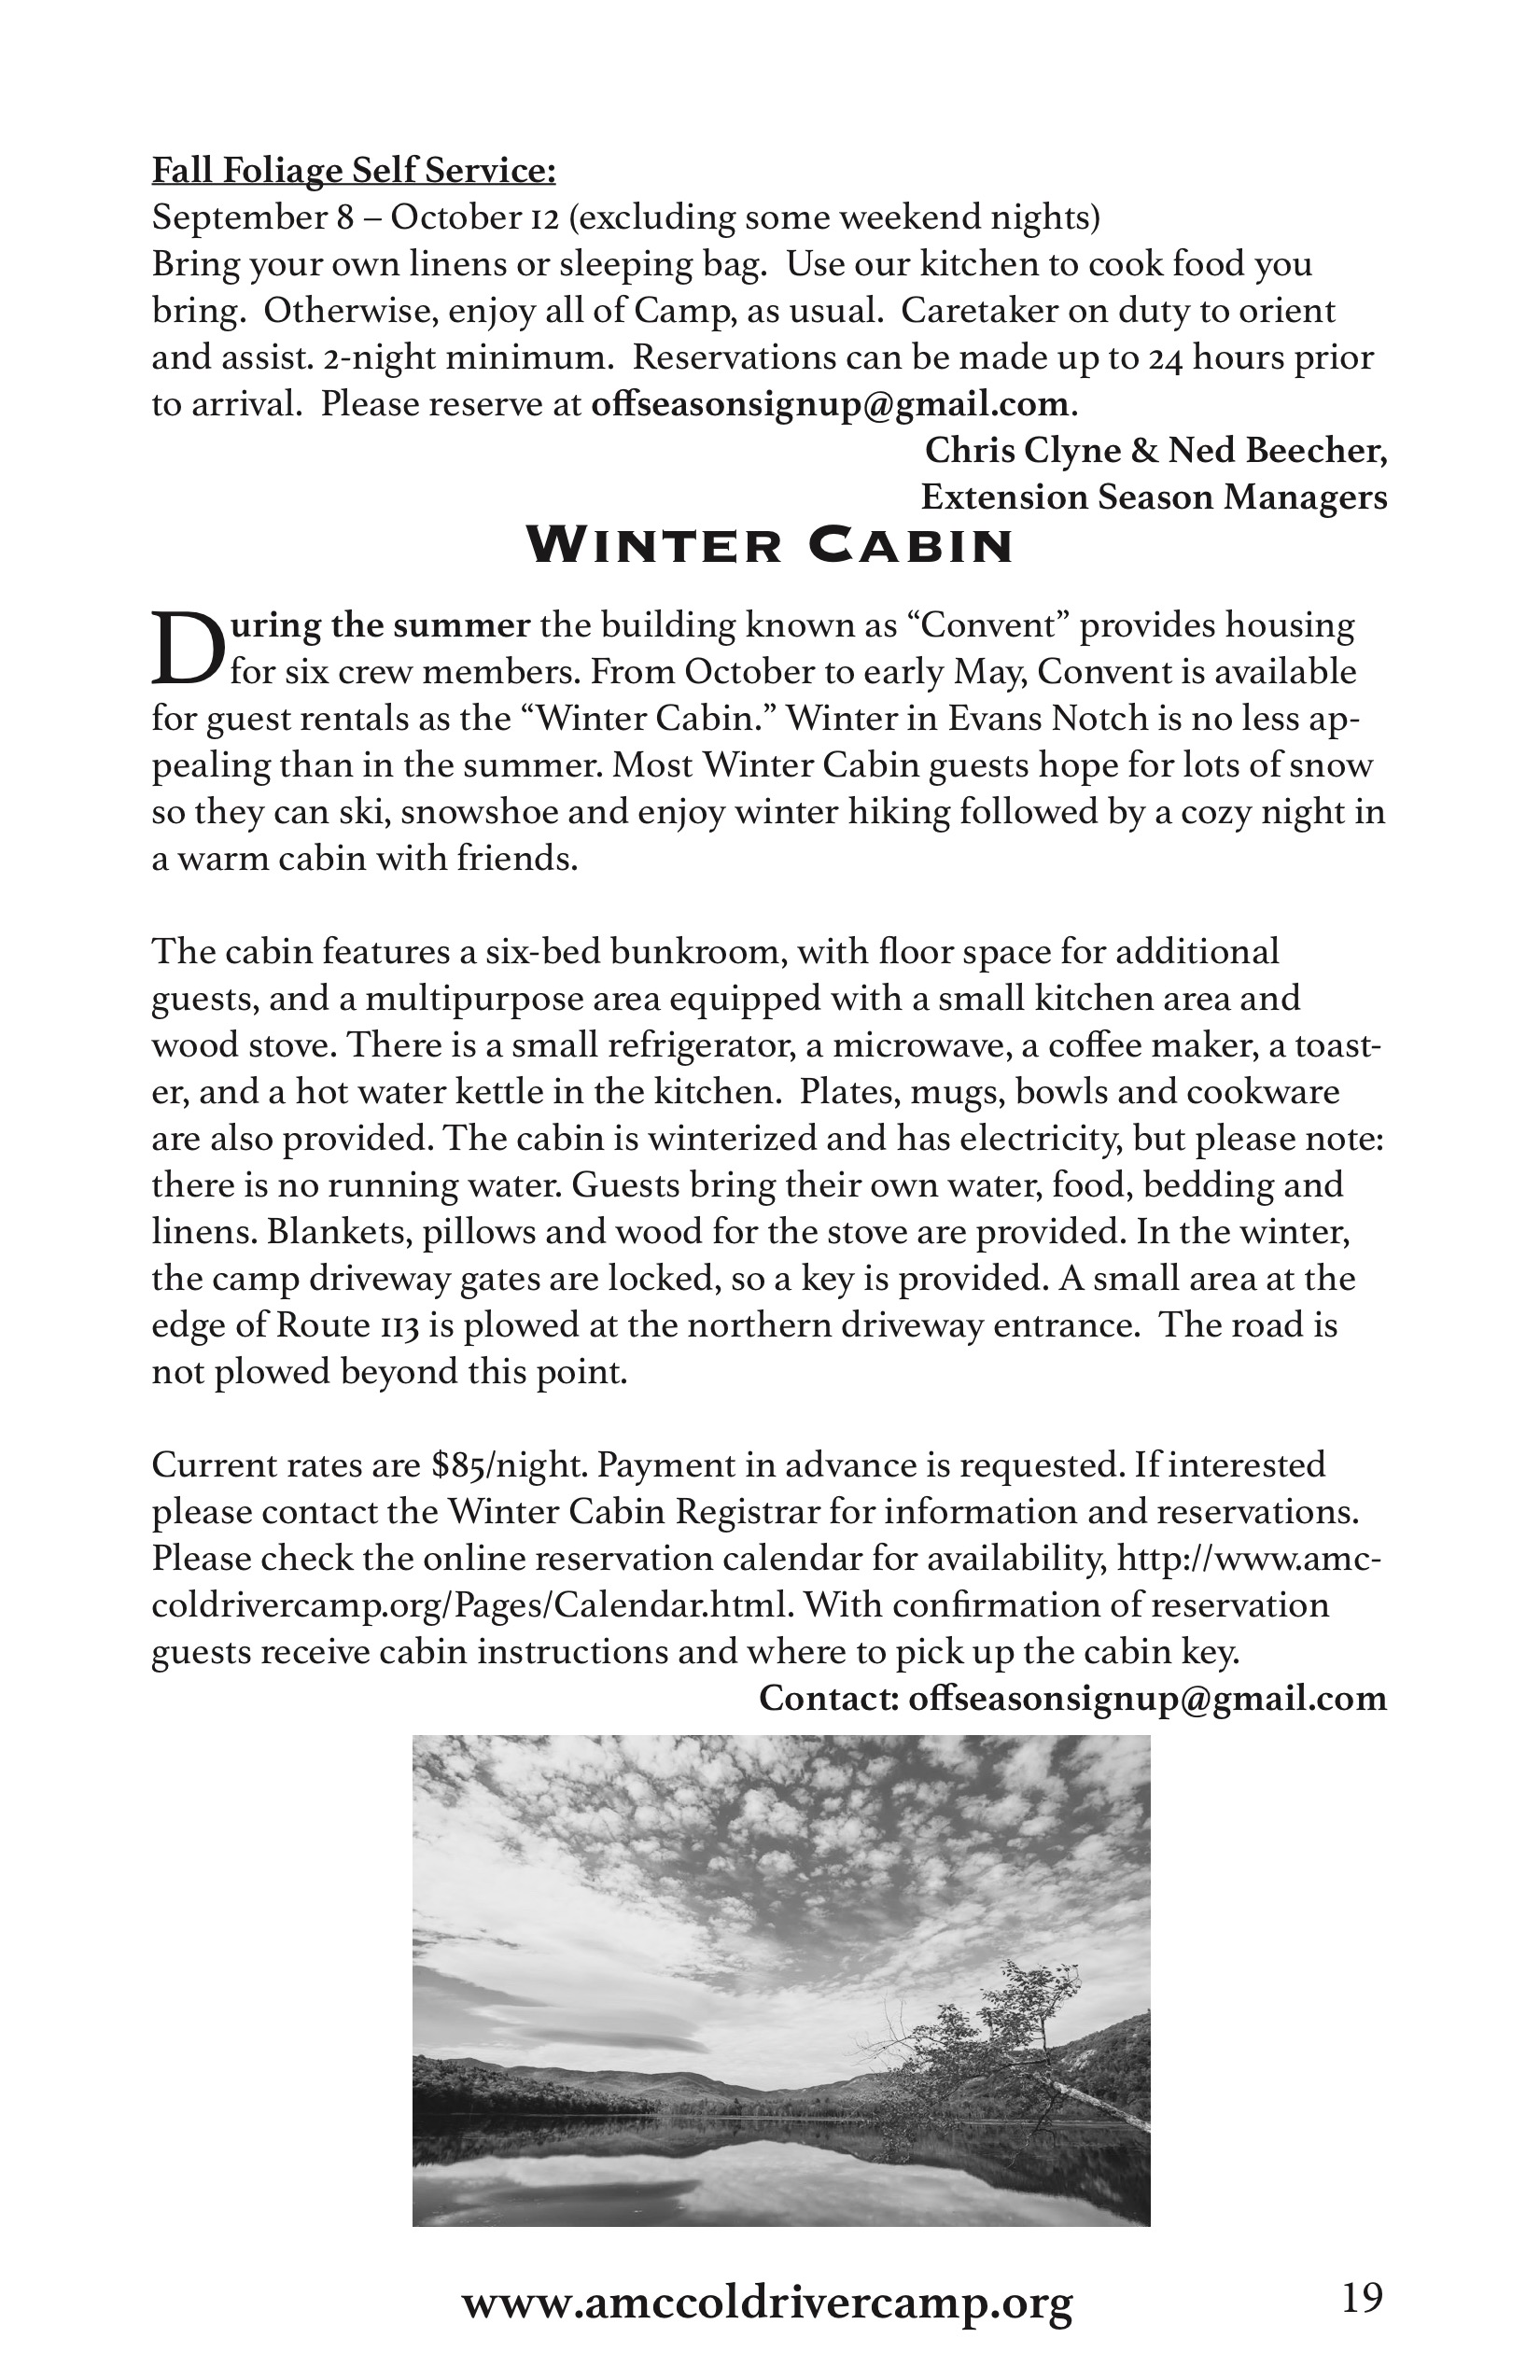 Fall Foliage Self Service:
September 8 – October 12 (excluding some weekend nights)
Bring your own linens or sleeping bag.  Use our kitchen to cook food you
bring.  Otherwise, enjoy all of Camp, as usual.  Caretaker on duty to orient
and assist. 2-night minimum.  Reservations can be made up to 24 hours prior
to arrival.  Please reserve at offseasonsignup@gmail.com.
Chris Clyne & Ned Beecher,
Extension Season Managers
Winter Cabin
During the summer the building known as “Convent” provides housing
for six crew members. From October to early May, Convent is available
for guest rentals as the “Winter Cabin.” Winter in Evans Notch is no less ap-
pealing than in the summer. Most Winter Cabin guests hope for lots of snow
so they can ski, snowshoe and enjoy winter hiking followed by a cozy night in
a warm cabin with friends.
The cabin features a six-bed bunkroom, with floor space for additional
guests, and a multipurpose area equipped with a small kitchen area and
wood stove. There is a small refrigerator, a microwave, a coffee maker, a toast-
er, and a hot water kettle in the kitchen.  Plates, mugs, bowls and cookware
are also provided. The cabin is winterized and has electricity, but please note:
there is no running water. Guests bring their own water, food, bedding and
linens. Blankets, pillows and wood for the stove are provided. In the winter,
the camp driveway gates are locked, so a key is provided. A small area at the
edge of Route 113 is plowed at the northern driveway entrance.  The road is
not plowed beyond this point.
Current rates are $85/night. Payment in advance is requested. If interested
please contact the Winter Cabin Registrar for information and reservations.
Please check the online reservation calendar for availability, http://www.amc-
coldrivercamp.org/Pages/Calendar.html. With confirmation of reservation
guests receive cabin instructions and where to pick up the cabin key.
Contact: offseasonsignup@gmail.com
www.amccoldrivercamp.org
19